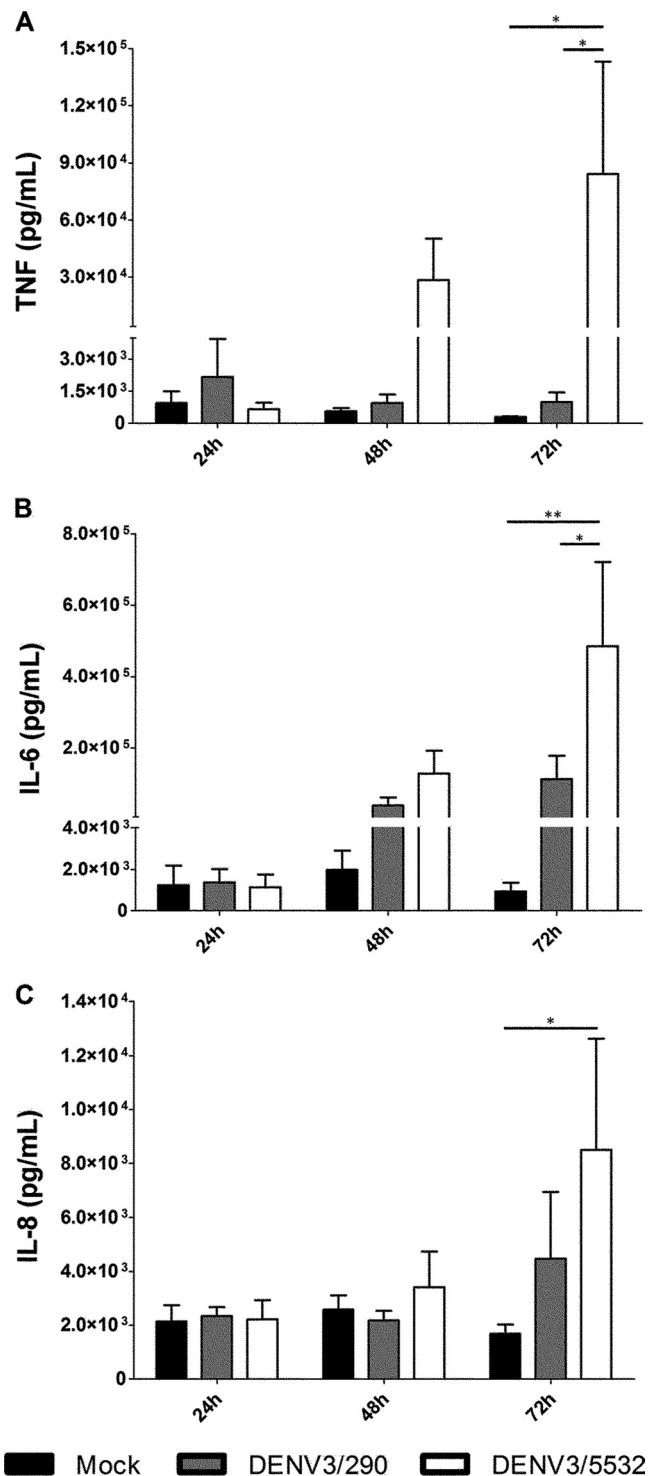 A
*
*
1.5×10⁵
1.2×10⁵
9.0×10⁴
6.0×10⁴
3.0×10⁴
3.0×10³
1.5×10³
0
TNF (pg/mL)
24h 48h 72h
B
**
*
8.0×10⁵
6.0×10⁵
4.0×10⁵
2.0×10⁵
4.0×10³
2.0×10³
0
IL-6 (pg/mL)
24h 48h 72h
C
*
1.4×10⁴
1.2×10⁴
1.0×10⁴
8.0×10³
6.0×10³
4.0×10³
2.0×10³
0
IL-8 (pg/mL)
24h 48h 72h
Mock DENV3/290 DENV3/5532